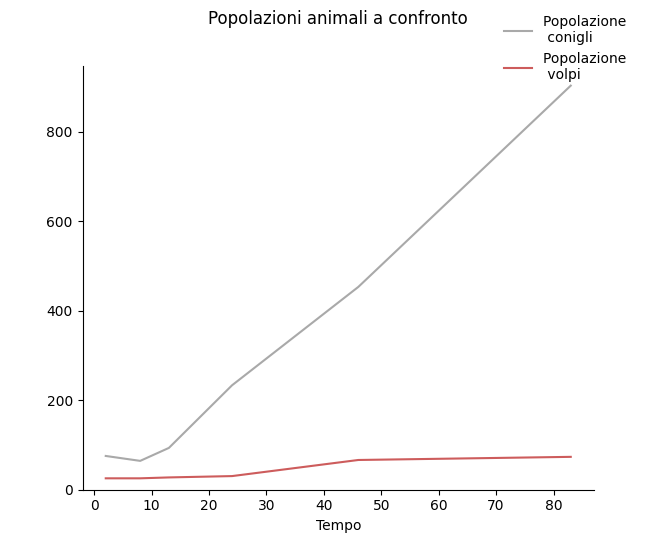 Popolazioni animali a confronto
Popolazione
conigli
Popolazione
volpi
800
600
400
200
0
0 10 20 30 40 50 60 70 80
Tempo